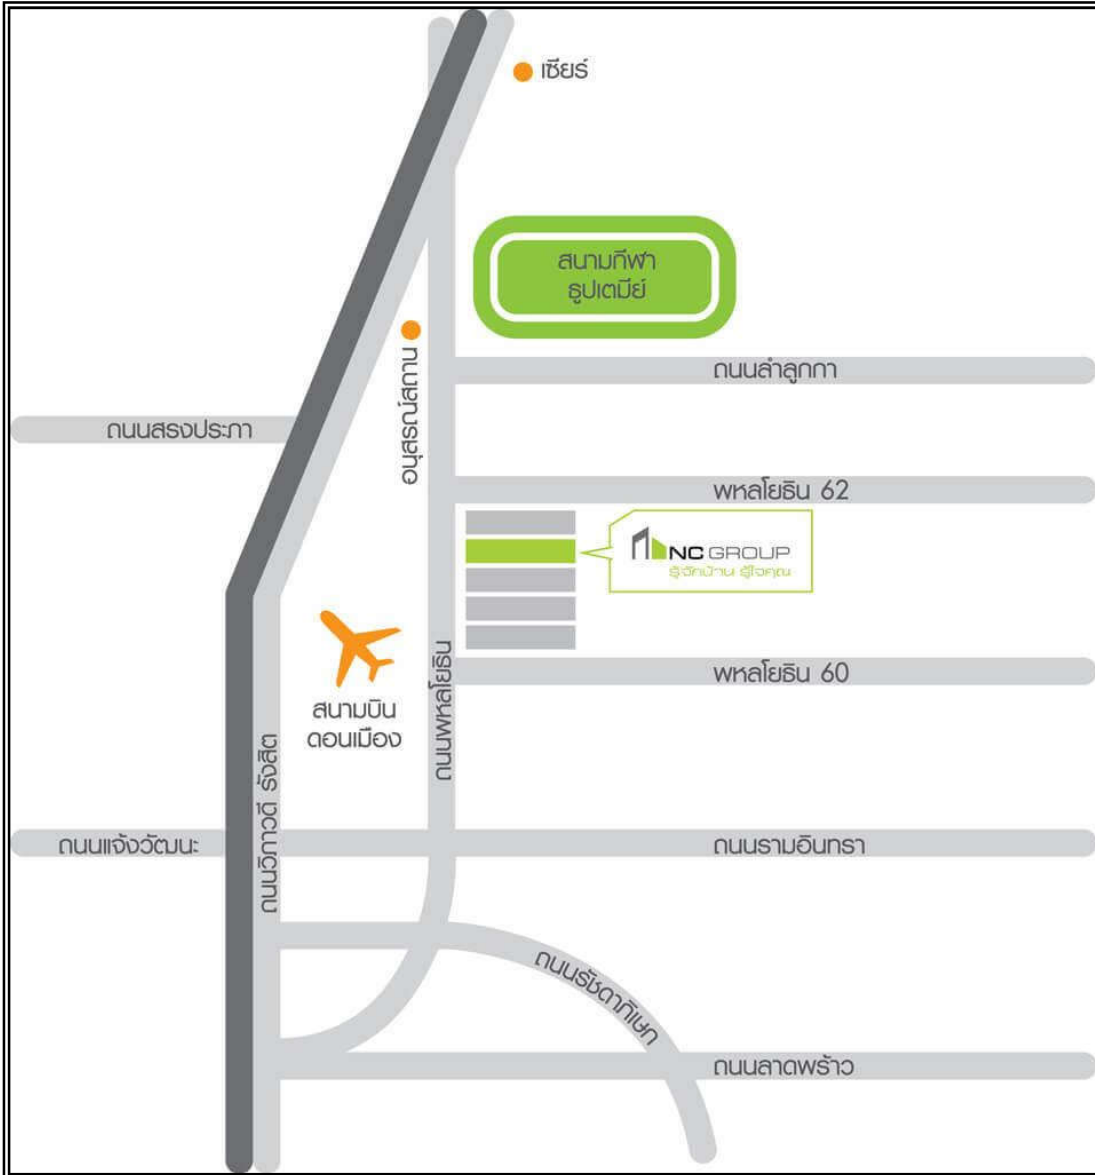 เซียร์
สนามกีฬา
ธูปเตมีย์
ถนนลำลูกกา
อนุสรณ์สถาน
ถนนสรงประภา
พหลโยธิน 62
NC GROUP
รู้จักบ้าน รู้ใจคุณ
พหลโยธิน 60
ถนนพหลโยธิน
สนามบิน
ดอนเมือง
ถนนวิภาวดี รังสิต
ถนนแจ้งวัฒนะ
ถนนรามอินทรา
ถนนรัชดาภิเษก
ถนนลาดพร้าว